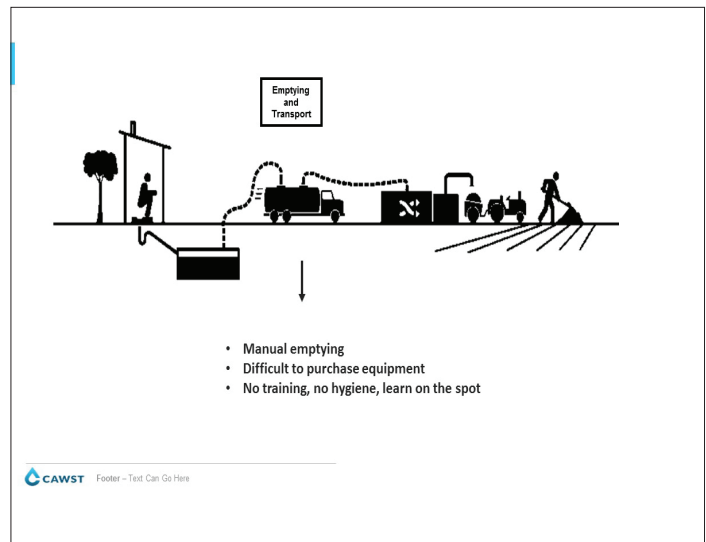 Emptying
and
Transport
• Manual emptying
• Difficult to purchase equipment
• No training, no hygiene, learn on the spot
CAWST Footer – Text Can Go Here